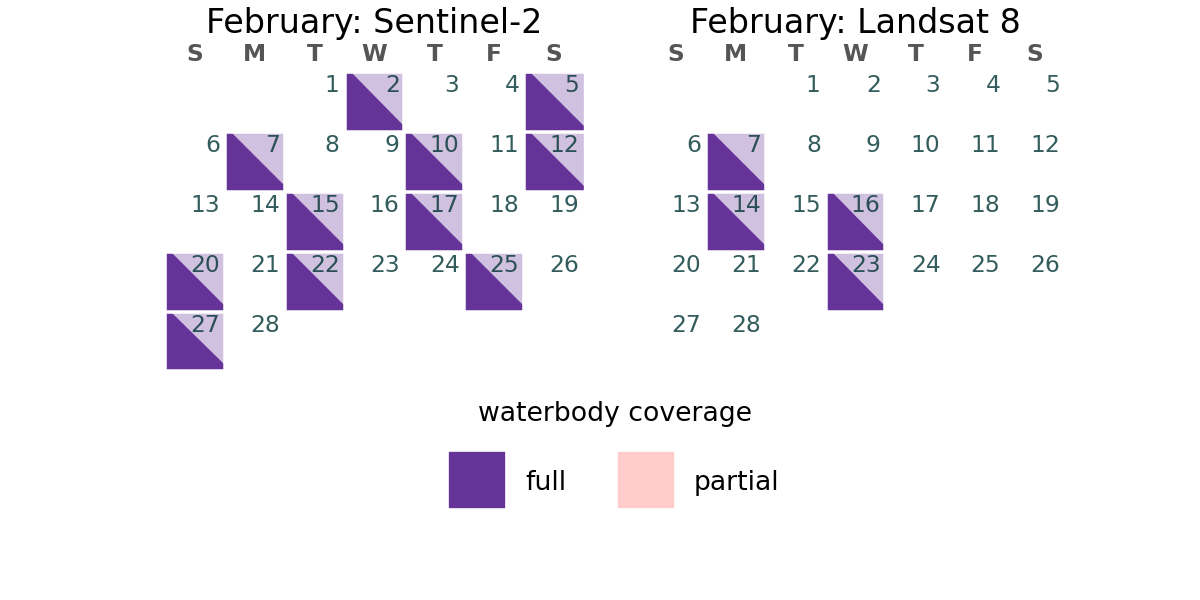 February: Sentinel-2
S M T W T F S
1 2 3 4 5
6 7 8 9 10 11 12
13 14 15 16 17 18 19
20 21 22 23 24 25 26
27 28
February: Landsat 8
S M T W T F S
1 2 3 4 5
6 7 8 9 10 11 12
13 14 15 16 17 18 19
20 21 22 23 24 25 26
27 28
waterbody coverage
full
partial